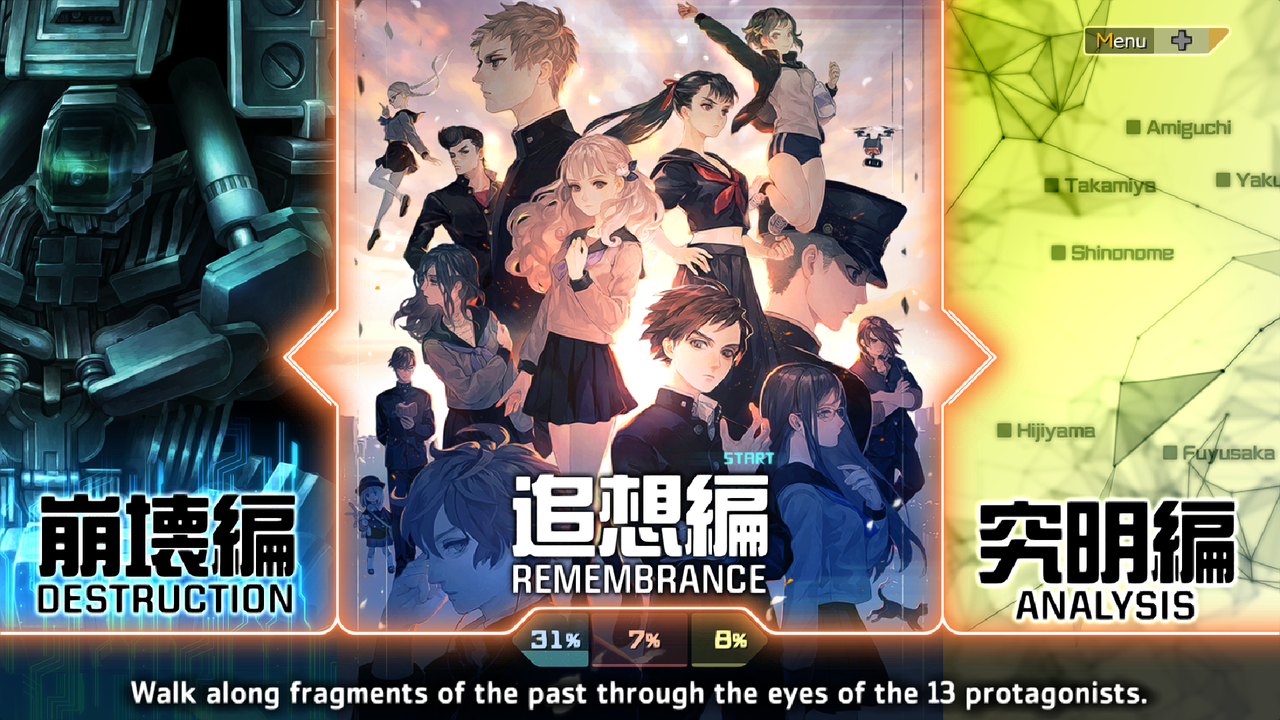 Menu
Amiguchi
Takamiya
Yaku
Shinonome
Hijiyama
Fuyusaka
START
崩壊編
DESTRUCTION
追想編
REMEMBRANCE
究明編
ANALYSIS
31%
7%
8%
Walk along fragments of the past through the eyes of the 13 protagonists.